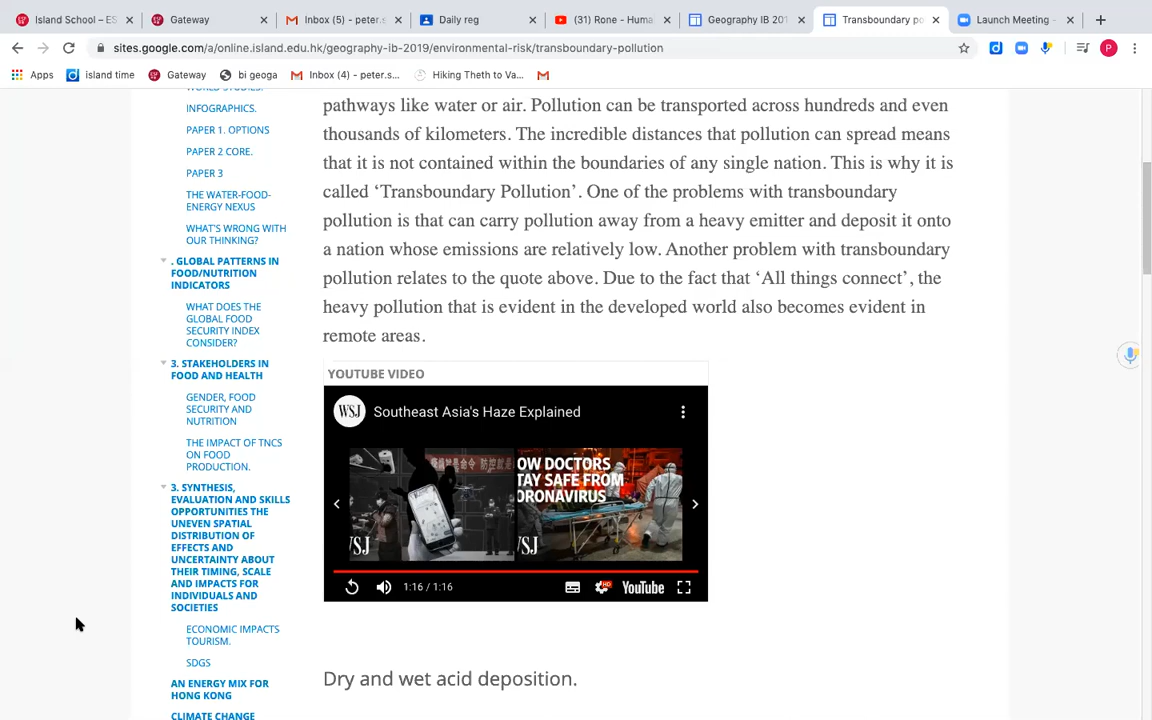 Island School – ES
Gateway
Inbox (5) - peter.s
Daily reg
(31) Rone - Huma
Geography IB 201
Transboundary po
Launch Meeting -
sites.google.com/a/online.island.edu.hk/geography-ib-2019/environmental-risk/transboundary-pollution
P
Apps
island time
Gateway
bi geoga
Inbox (4) - peter.s...
Hiking Theth to Va...
WORLD STUDIES.
INFOGRAPHICS.
PAPER 1. OPTIONS
PAPER 2 CORE.
PAPER 3
THE WATER-FOOD-
ENERGY NEXUS
WHAT'S WRONG WITH
OUR THINKING?
. GLOBAL PATTERNS IN
FOOD/NUTRITION
INDICATORS
WHAT DOES THE
GLOBAL FOOD
SECURITY INDEX
CONSIDER?
3. STAKEHOLDERS IN
FOOD AND HEALTH
GENDER, FOOD
SECURITY AND
NUTRITION
THE IMPACT OF TNCS
ON FOOD
PRODUCTION.
3. SYNTHESIS,
EVALUATION AND SKILLS
OPPORTUNITIES THE
UNEVEN SPATIAL
DISTRIBUTION OF
EFFECTS AND
UNCERTAINTY ABOUT
THEIR TIMING, SCALE
AND IMPACTS FOR
INDIVIDUALS AND
SOCIETIES
ECONOMIC IMPACTS
TOURISM.
SDGS
AN ENERGY MIX FOR
HONG KONG
CLIMATE CHANGE
pathways like water or air. Pollution can be transported across hundreds and even
thousands of kilometers. The incredible distances that pollution can spread means
that it is not contained within the boundaries of any single nation. This is why it is
called ‘Transboundary Pollution’. One of the problems with transboundary
pollution is that can carry pollution away from a heavy emitter and deposit it onto
a nation whose emissions are relatively low. Another problem with transboundary
pollution relates to the quote above. Due to the fact that ‘All things connect’, the
heavy pollution that is evident in the developed world also becomes evident in
remote areas.
YOUTUBE VIDEO
WSJ
Southeast Asia's Haze Explained
OW DOCTORS
TAY SAFE FROM
ORONAVIRUS
WSJ
WSJ
1:16 / 1:16
HD
YouTube
Dry and wet acid deposition.